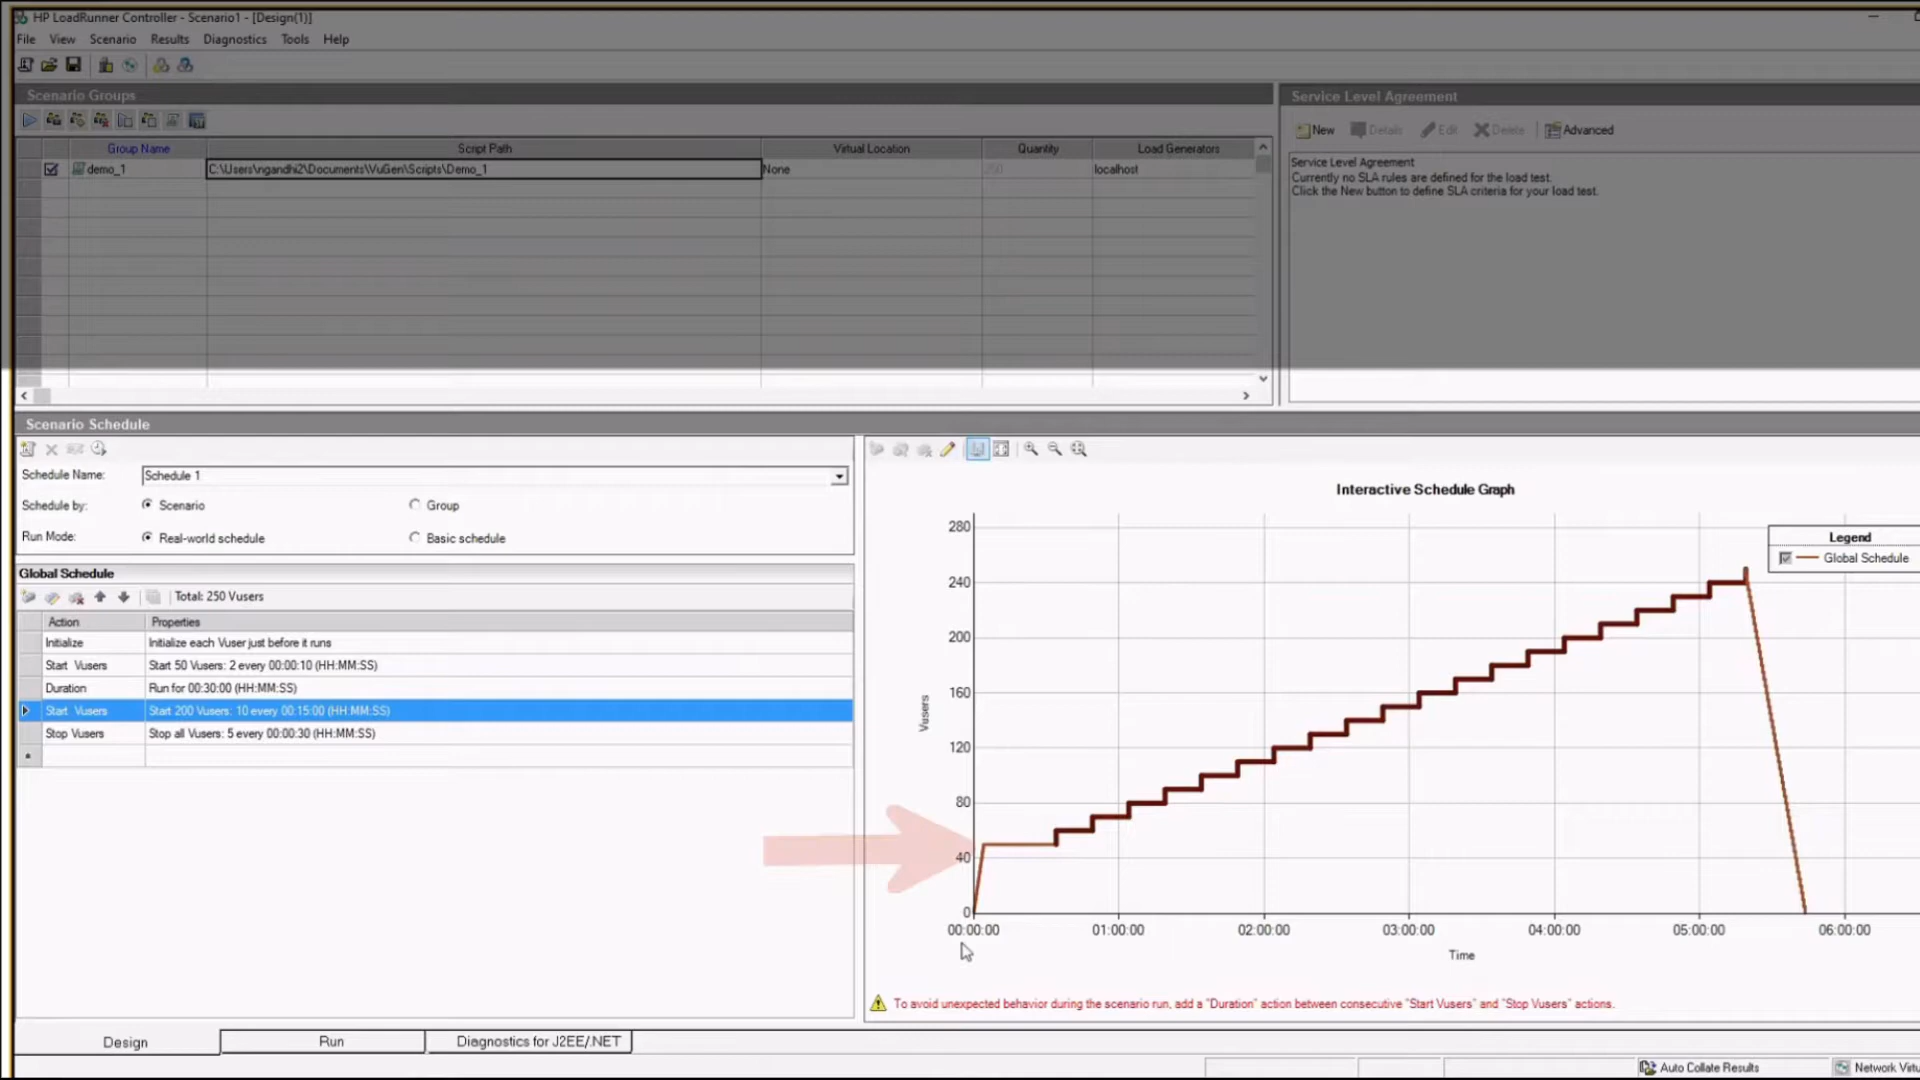 HP LoadRunner Controller - Scenario1 - [Design(1)]
File View Scenario Results Diagnostics Tools Help
Scenario Groups
Group Name Script Path Virtual Location Quantity Load Generators
demo_1 C:\Users\ngandhi2\Documents\VuGen\Scripts\Demo_1 None 250 localhost
Service Level Agreement
New Details Edit Delete Advanced
Service Level Agreement
Currently no SLA rules are defined for the load test.
Click the New button to define SLA criteria for your load test.
Scenario Schedule
Schedule Name: Schedule 1
Schedule by: Scenario Group
Run Mode: Real-world schedule Basic schedule
Global Schedule
Total: 250 Vusers
Action Properties
Initialize Initialize each Vuser just before it runs
Start Vusers Start 50 Vusers: 2 every 00:00:10 (HH:MM:SS)
Duration Run for 00:30:00 (HH:MM:SS)
Start Vusers Start 200 Vusers: 10 every 00:15:00 (HH:MM:SS)
Stop Vusers Stop all Vusers: 5 every 00:00:30 (HH:MM:SS)
Interactive Schedule Graph
Legend
Global Schedule
280
240
200
160
120
80
40
0
Vusers
00:00:00 01:00:00 02:00:00 03:00:00 04:00:00 05:00:00 06:00:00
Time
To avoid unexpected behavior during the scenario run, add a "Duration" action between consecutive "Start Vusers" and "Stop Vusers" actions.
Design Run Diagnostics for J2EE/.NET
Auto Collate Results Network Virtu